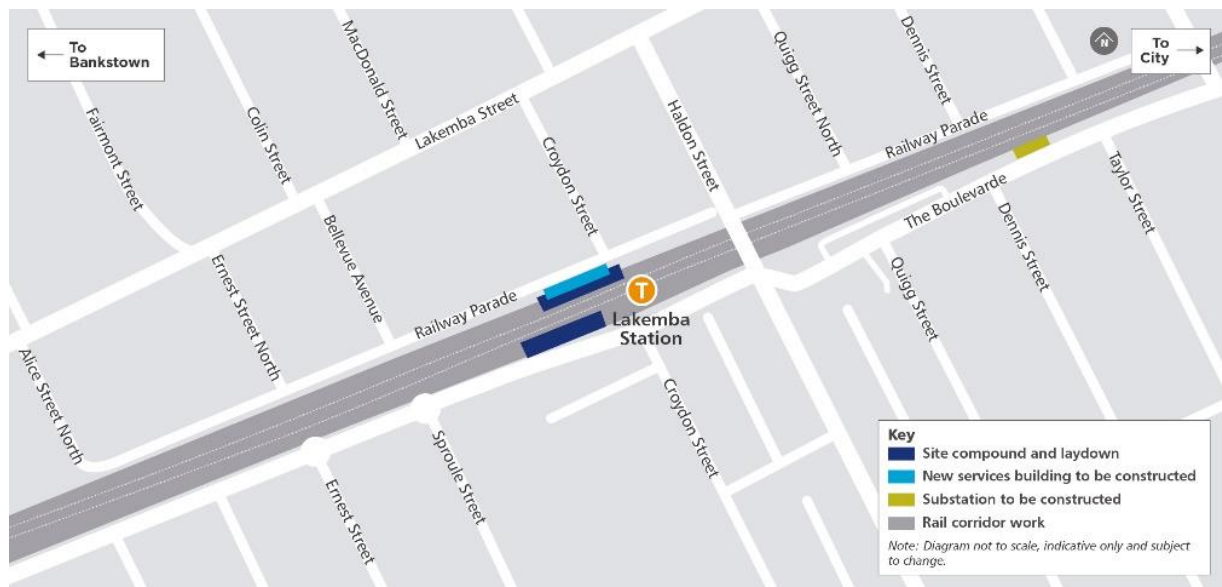 To
Bankstown
MacDonald Street
Quigg Street North
Dennis Street
N
To
City
Fairmont Street
Colin Street
Lakemba Street
Croydon Street
Haldon Street
Railway Parade
Taylor Street
The Boulevarde
Dennis Street
Bellevue Avenue
Ernest Street North
Quigg Street
Railway Parade
T
Lakemba
Station
Alice Street North
Croydon Street
Sproule Street
Ernest Street
Key
Site compound and laydown
New services building to be constructed
Substation to be constructed
Rail corridor work
Note: Diagram not to scale, indicative only and subject
to change.